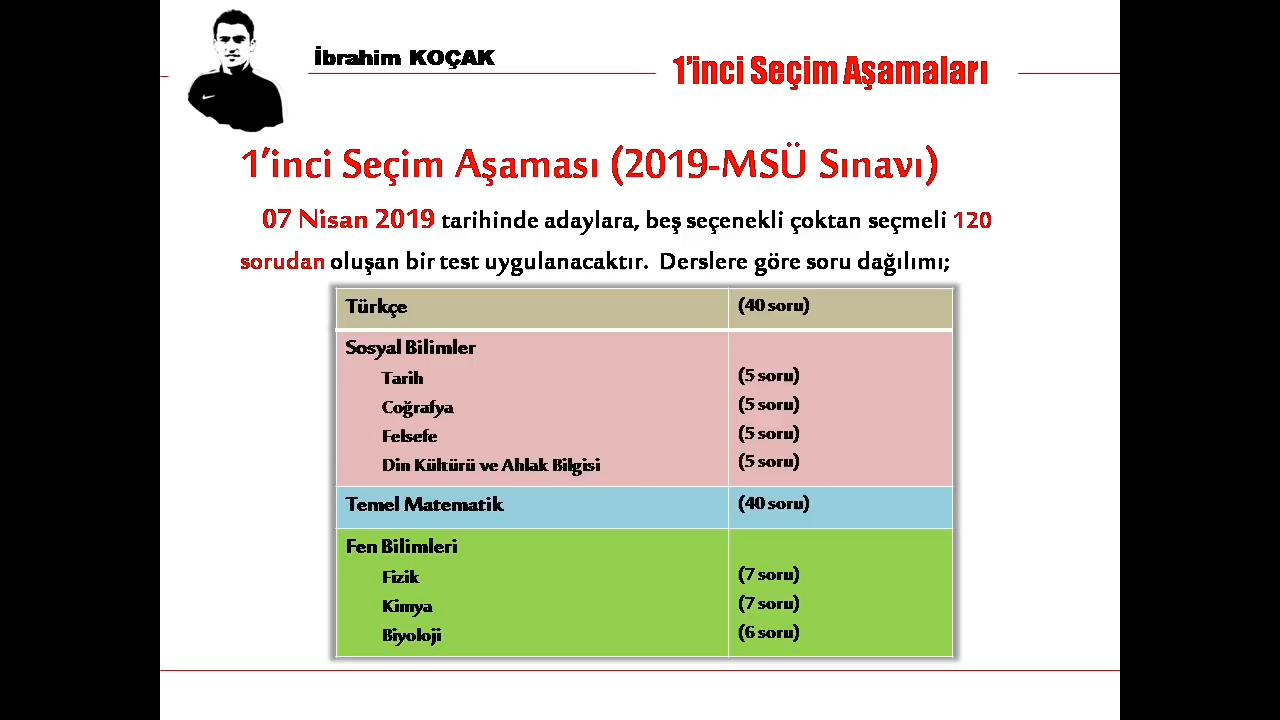 İbrahim KOÇAK
1’inci Seçim Aşamaları
1’inci Seçim Aşaması (2019-MSÜ Sınavı)
07 Nisan 2019 tarihinde adaylara, beş seçenekli çoktan seçmeli 120
sorudan oluşan bir test uygulanacaktır. Derslere göre soru dağılımı;
Türkçe (40 soru)
Sosyal Bilimler
Tarih (5 soru)
Coğrafya (5 soru)
Felsefe (5 soru)
Din Kültürü ve Ahlak Bilgisi (5 soru)
Temel Matematik (40 soru)
Fen Bilimleri
Fizik (7 soru)
Kimya (7 soru)
Biyoloji (6 soru)